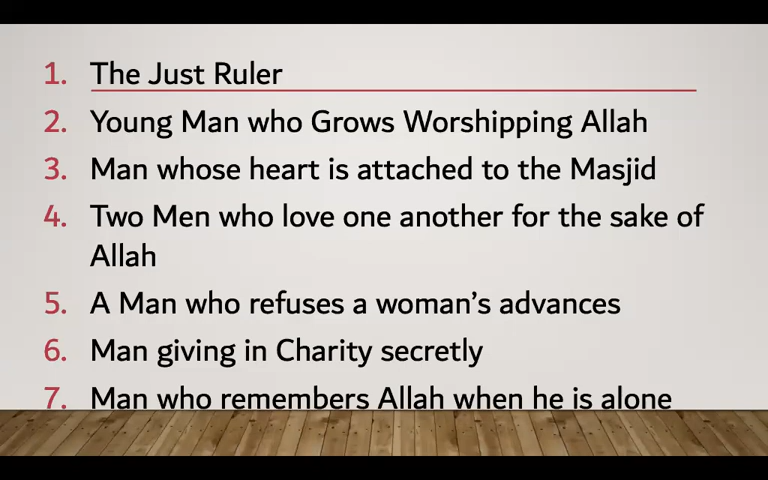 1. The Just Ruler
2. Young Man who Grows Worshipping Allah
3. Man whose heart is attached to the Masjid
4. Two Men who love one another for the sake of
Allah
5. A Man who refuses a woman's advances
6. Man giving in Charity secretly
7. Man who remembers Allah when he is alone